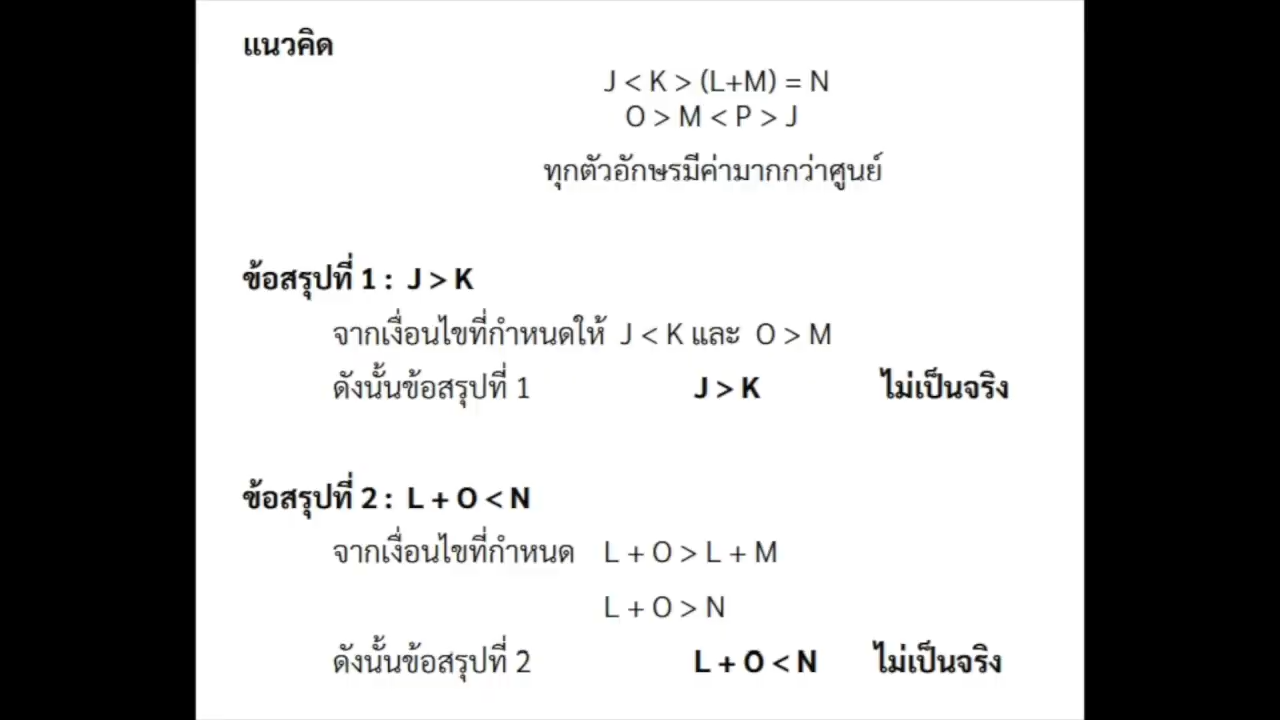 แนวคิด
J < K > (L+M) = N
O > M < P > J
ทุกตัวอักษรมีค่ามากกว่าศูนย์
ข้อสรุปที่ 1 : J > K
จากเงื่อนไขที่กำหนดให้ J < K และ O > M
ดังนั้นข้อสรุปที่ 1 J > K ไม่เป็นจริง
ข้อสรุปที่ 2 : L + O < N
จากเงื่อนไขที่กำหนด L + O > L + M
L + O > N
ดังนั้นข้อสรุปที่ 2 L + O < N ไม่เป็นจริง